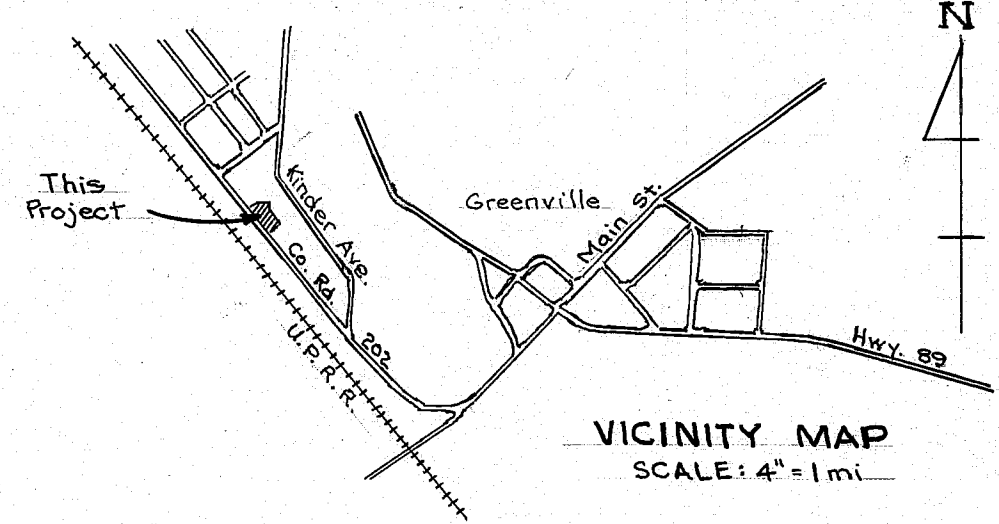 N
This
Project
Kinder Ave.
Greenville
Main St.
Co. Rd. 202
U. P. R. R.
Hwy. 89
VICINITY MAP
SCALE: 4" = 1 mi